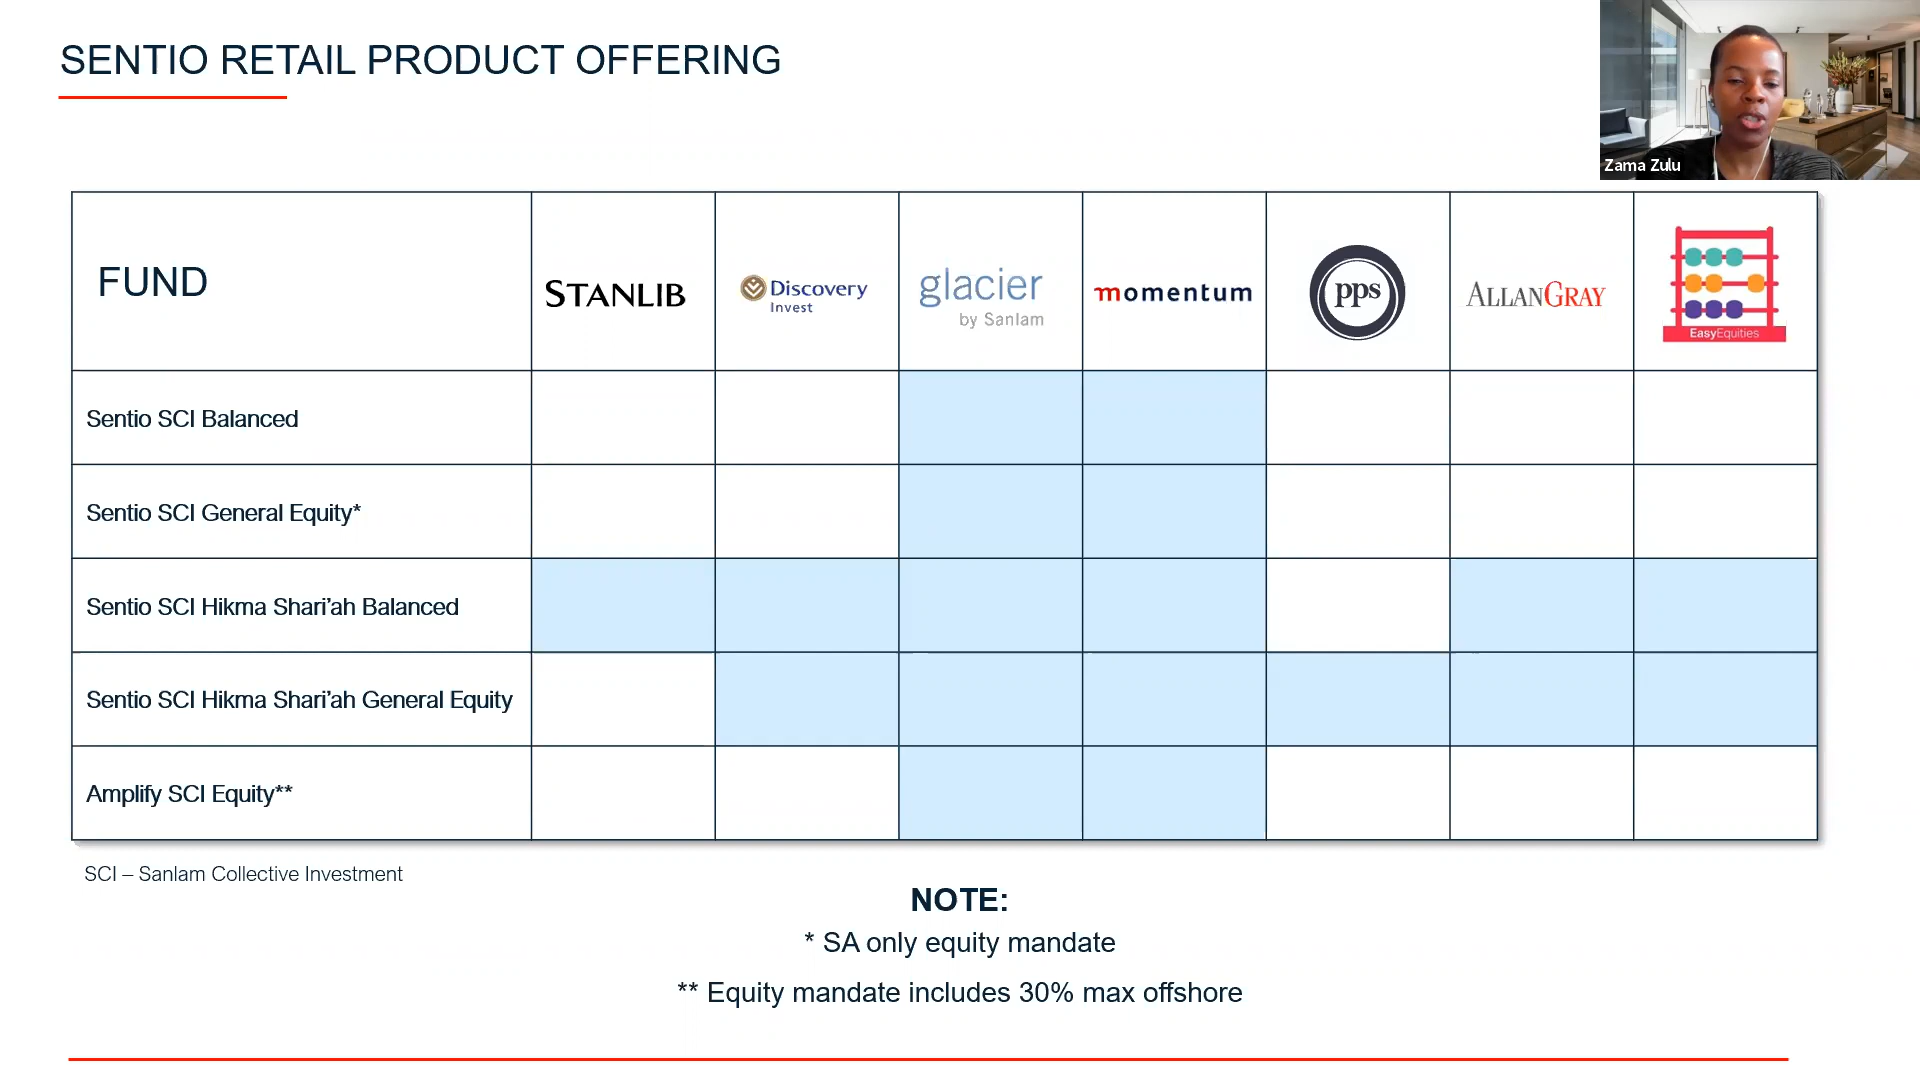 SENTIO RETAIL PRODUCT OFFERING
Zama Zulu
FUND
STANLIB
Discovery
Invest
glacier
by Sanlam
momentum
pps
ALLANGRAY
EasyEquities
Sentio SCI Balanced
Sentio SCI General Equity*
Sentio SCI Hikma Shari’ah Balanced
Sentio SCI Hikma Shari’ah General Equity
Amplify SCI Equity**
SCI – Sanlam Collective Investment
NOTE:
* SA only equity mandate
** Equity mandate includes 30% max offshore